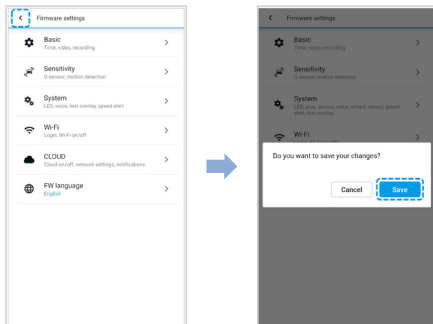 Firmware settings
Basic
Time, video, recording
Sensitivity
G-sensor, motion detection
System
LED, voice, text overlay, speed alert
Wi-Fi
Login, Wi-Fi on/off
CLOUD
Cloud on/off, network settings, notifications
FW language
English
Firmware settings
Basic
Time, video, recording
Sensitivity
G-sensor, motion detection
System
LED, prox. sensor, voice, sched. reboot, speed
alert, text overlay
Wi-Fi
Do you want to save your changes?
Cancel
Save